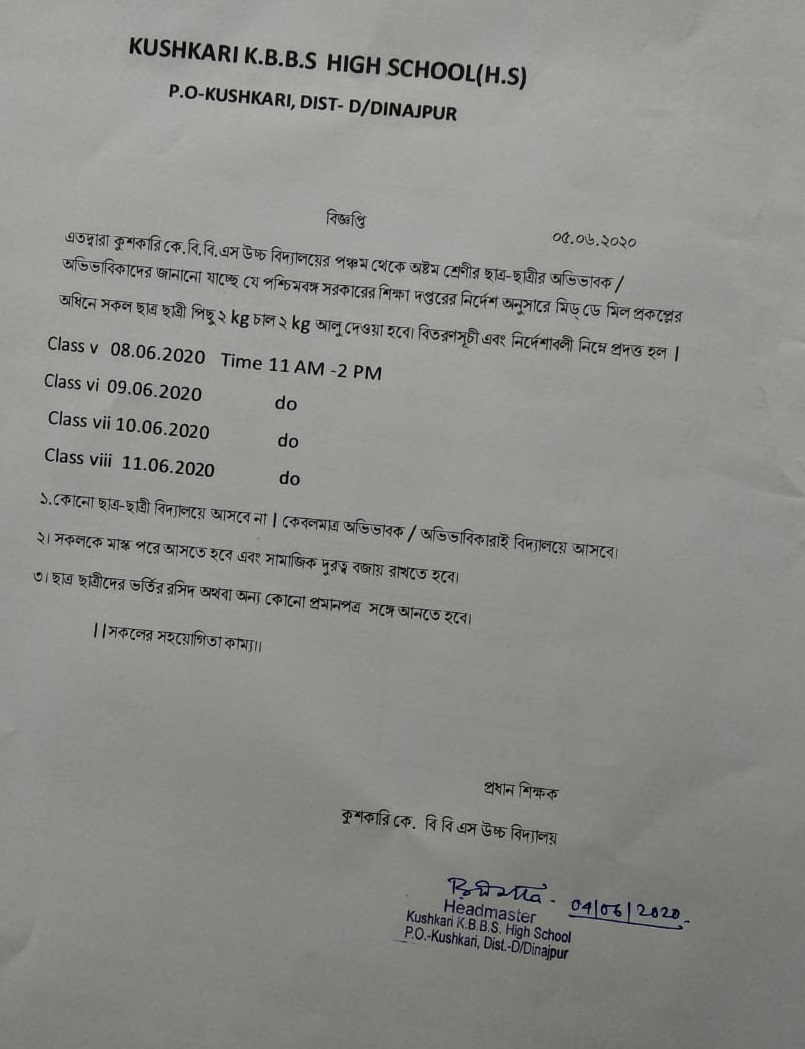 KUSHKARI K.B.B.S HIGH SCHOOL(H.S)
P.O-KUSHKARI, DIST- D/DINAJPUR
বিজ্ঞপ্তি
০৫.০৬.২০২০
এতদ্বারা কুশকারি কে.বি.বি.এস উচ্চ বিদ্যালয়ের পঞ্চম থেকে অষ্টম শ্রেণীর ছাত্র-ছাত্রীর অভিভাবক /
অভিভাবিকাদের জানানো যাচ্ছে যে পশ্চিমবঙ্গ সরকারের শিক্ষা দপ্তরের নির্দেশ অনুসারে মিড্ ডে মিল প্রকল্পের
অধিনে সকল ছাত্র ছাত্রী পিছু ২ kg চাল ২ kg আলু দেওয়া হবে। বিতরনসূচী এবং নির্দেশাবলী নিম্নে প্রদত্ত হল |
Class v 08.06.2020 Time 11 AM -2 PM
Class vi 09.06.2020 do
Class vii 10.06.2020 do
Class viii 11.06.2020 do
১.কোনো ছাত্র-ছাত্রী বিদ্যালয়ে আসবে না | কেবলমাত্র অভিভাবক / অভিভাবিকারাই বিদ্যালয়ে আসবে।
২। সকলকে মাস্ক পরে আসতে হবে এবং সামাজিক দুরত্ব বজায় রাখতে হবে।
৩। ছাত্র ছাত্রীদের ভর্তির রসিদ অথবা অন্য কোনো প্রমানপত্র সঙ্গে আনতে হবে।
||সকলের সহযোগিতা কাম্য।।
প্রধান শিক্ষক
কুশকারি কে. বি বি এস উচ্চ বিদ্যালয়
04/06/2020
Headmaster
Kushkari K.B.B.S. High School
P.O.-Kushkari, Dist.-D/Dinajpur